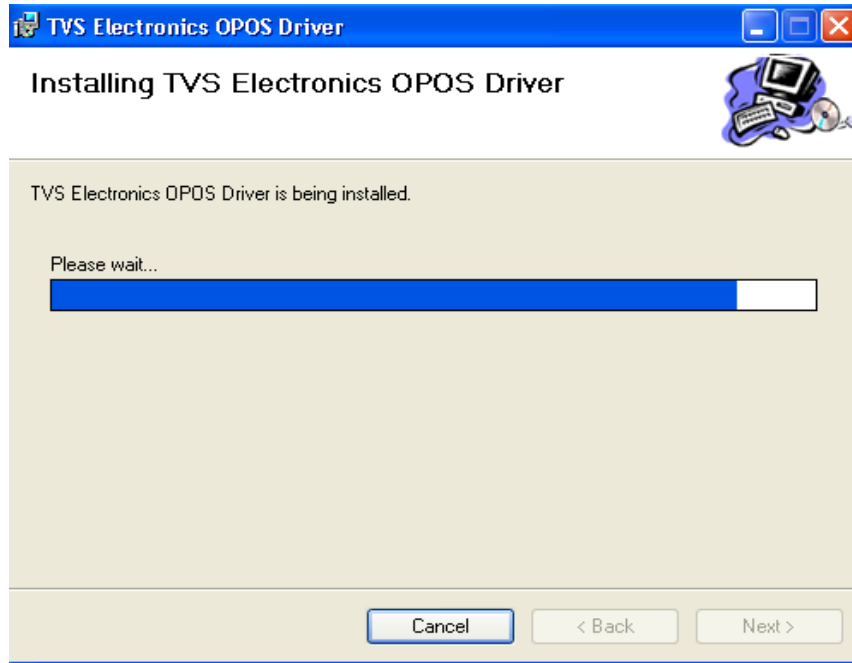 TVS Electronics OPOS Driver
Installing TVS Electronics OPOS Driver
TVS Electronics OPOS Driver is being installed.
Please wait...
Cancel
< Back
Next >